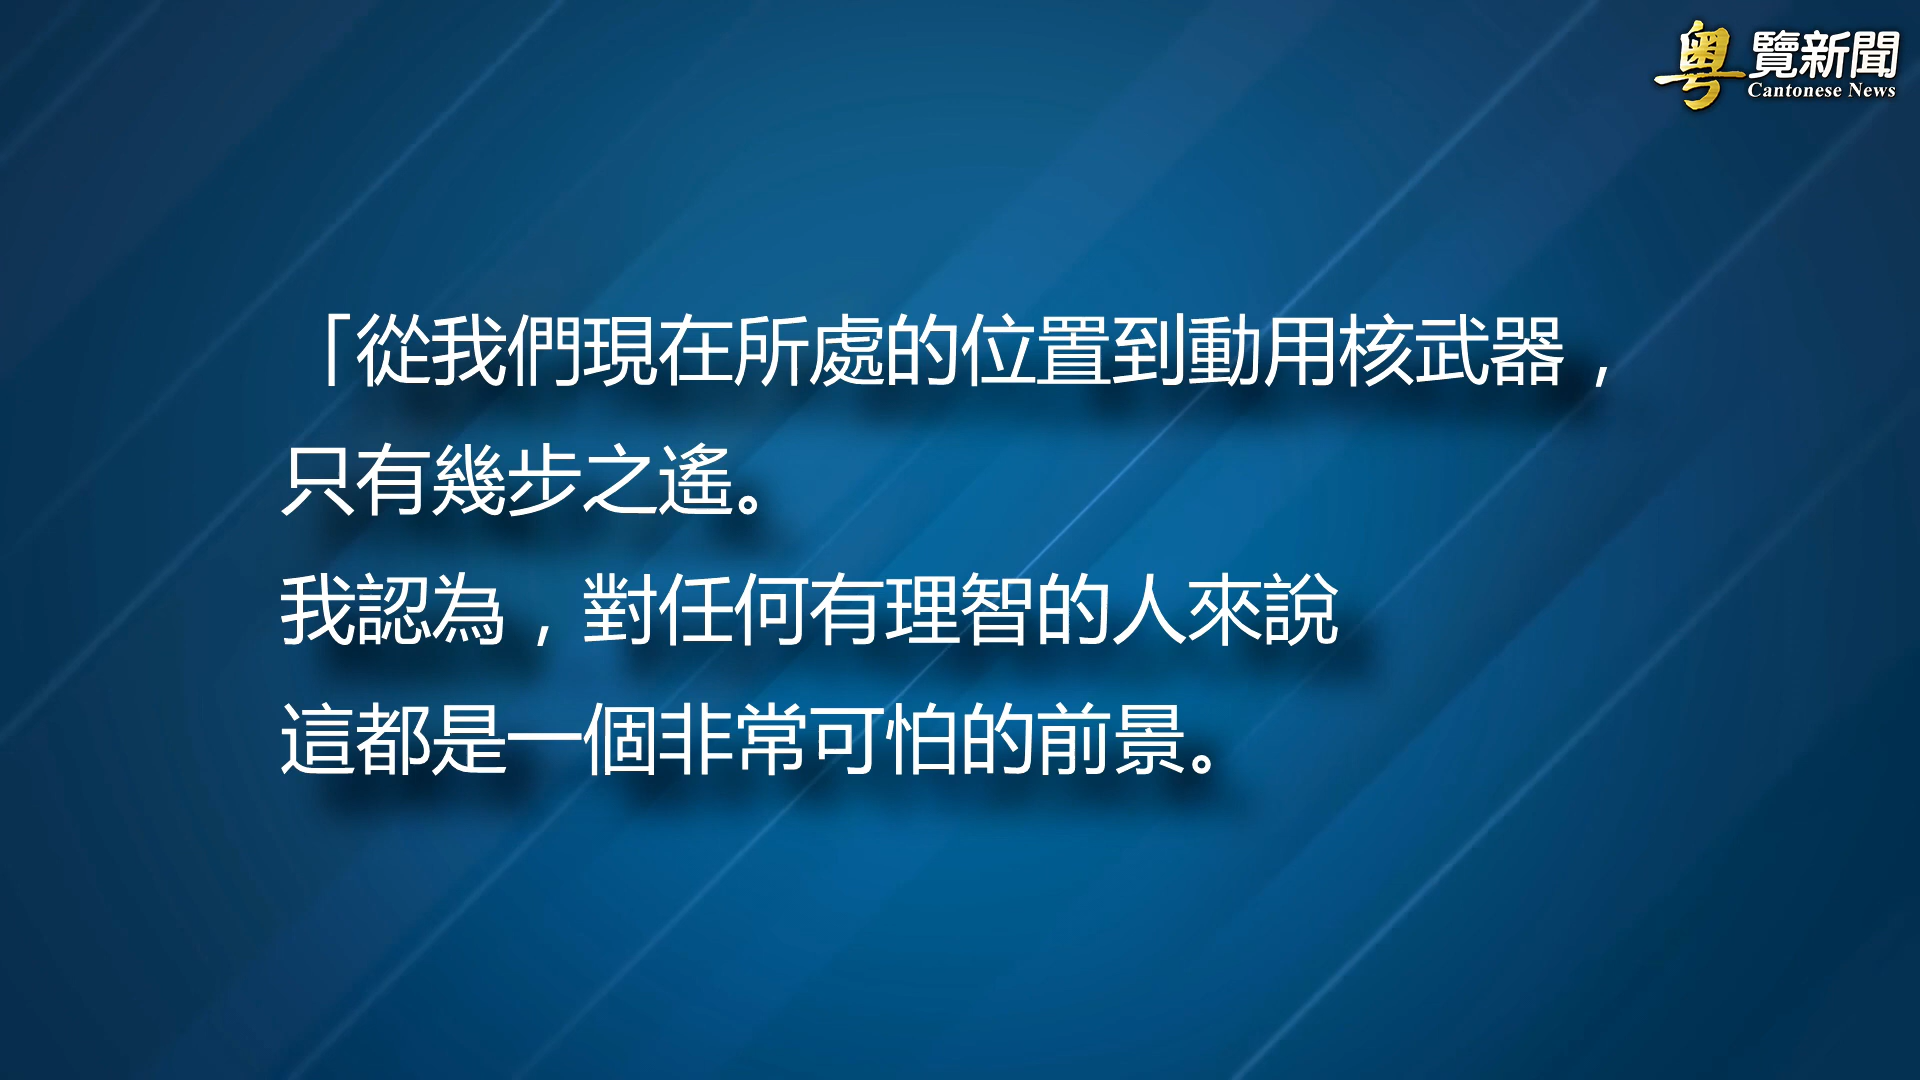 粵覽新聞
Cantonese News
「從我們現在所處的位置到動用核武器，
只有幾步之遙。
我認為，對任何有理智的人來說
這都是一個非常可怕的前景。